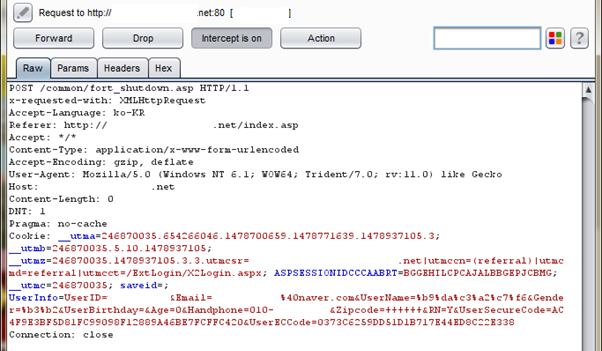 Request to http:// .net:80 [ ]
Forward Drop Intercept is on Action
?
Raw Params Headers Hex
POST /common/fort_shutdown.asp HTTP/1.1
x-requested-with: XMLHttpRequest
Accept-Language: ko-KR
Referer: http:// .net/index.asp
Accept: */*
Content-Type: application/x-www-form-urlencoded
Accept-Encoding: gzip, deflate
User-Agent: Mozilla/5.0 (Windows NT 6.1; WOW64; Trident/7.0; rv:11.0) like Gecko
Host: .net
Content-Length: 0
DNT: 1
Pragma: no-cache
Cookie: __utma=246870035.654266046.1478700659.1478771639.1478937105.3;
__utmb=246870035.5.10.1478937105;
__utmz=246870035.1478937105.3.3.utmcsr= .net|utmccn=(referral)|utmc
md=referral|utmcct=/ExtLogin/X2Login.aspx; ASPSESSIONIDCCCAABRT=BGGEHILCPCAJALBBGEPJCBMG;
__utmc=246870035; saveid=;
UserInfo=UserID= &Email= %40naver.com&UserName=%b9%da%c3%a2%c7%f6&Gende
r=%b3%b2&UserBirthday=&Age=0&Handphone=010- &Zipcode=++++++&RN=Y&UserSecureCode=AC
4F9E3BF5D81FC99098F12889A46BE7FCFFC420&UserECCode=0373C6259DD51D1B717E44ED8C22E338
Connection: close